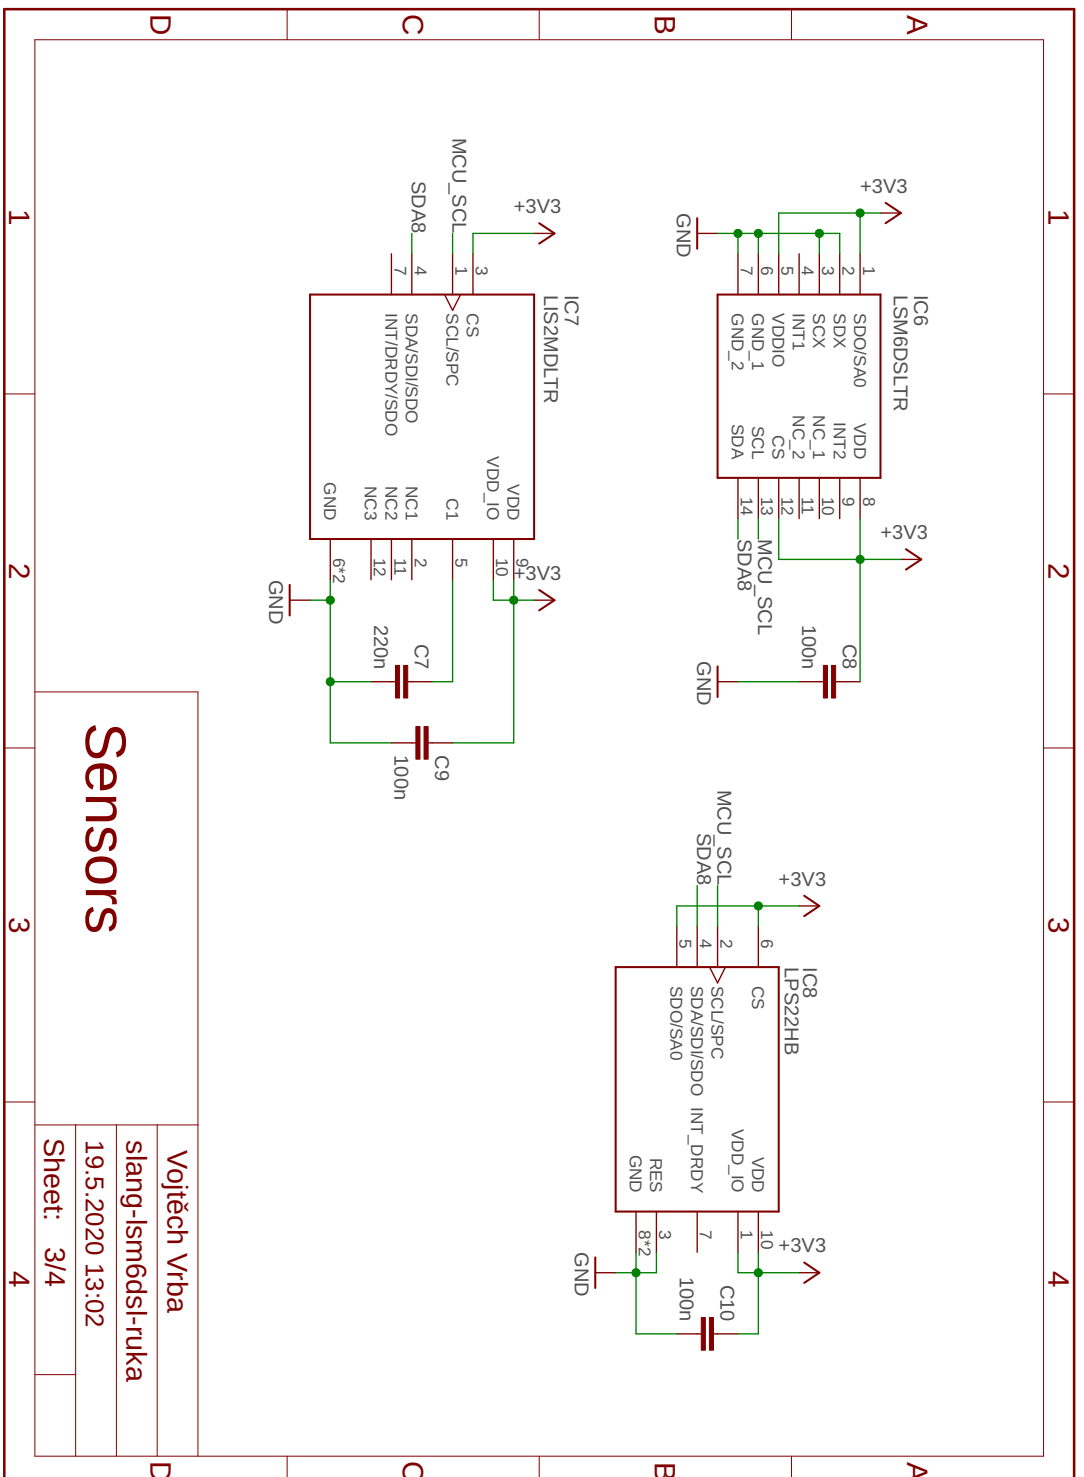 A
B
C
D
1
2
3
4
1
2
3
4
A
B
C
D
+3V3
GND
IC6
LSM6DSLTR
1 SDO/SA0
2 SDX
3 SCX
4 INT1
5 VDDIO
6 GND_1
7 GND_2
VDD 8
INT2 9
NC_1 10
NC_2 11
CS 12
SCL 13
SDA 14
+3V3
MCU_SCL
SDA8
C8
100n
GND
+3V3
MCU_SCL
SDA8
IC7
LIS2MDLTR
3 CS
1 SCL/SPC
4 SDA/SDI/SDO
7 INT/DRDY/SDO
VDD 9
VDD_IO 10
C1 5
NC1 2
NC2 11
NC3 12
GND 6*2
+3V3
GND
C7
220n
C9
100n
+3V3
MCU_SCL
SDA8
IC8
LPS22HB
6 CS
2 SCL/SPC
4 SDA/SDI/SDO
5 SDO/SA0
VDD 10
VDD_IO 1
INT_DRDY 7
RES 3
GND 8*2
+3V3
GND
C10
100n
Sensors
Vojtěch Vrba
slang-lsm6dsl-ruka
19.5.2020 13:02
Sheet: 3/4